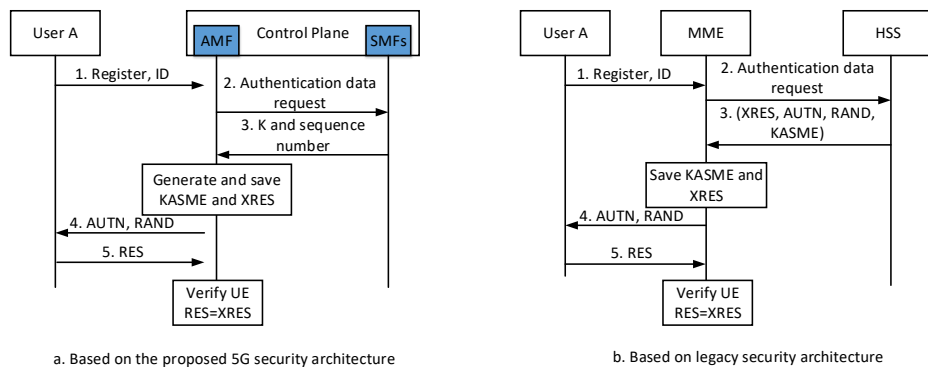 User A
Control Plane
AMF
SMFs
1. Register, ID
2. Authentication data
request
3. K and sequence
number
Generate and save
KASME and XRES
4. AUTN, RAND
5. RES
Verify UE
RES=XRES
a. Based on the proposed 5G security architecture
User A
MME
HSS
1. Register, ID
2. Authentication data
request
3. (XRES, AUTN, RAND,
KASME)
Save KASME and
XRES
4. AUTN, RAND
5. RES
Verify UE
RES=XRES
b. Based on legacy security architecture